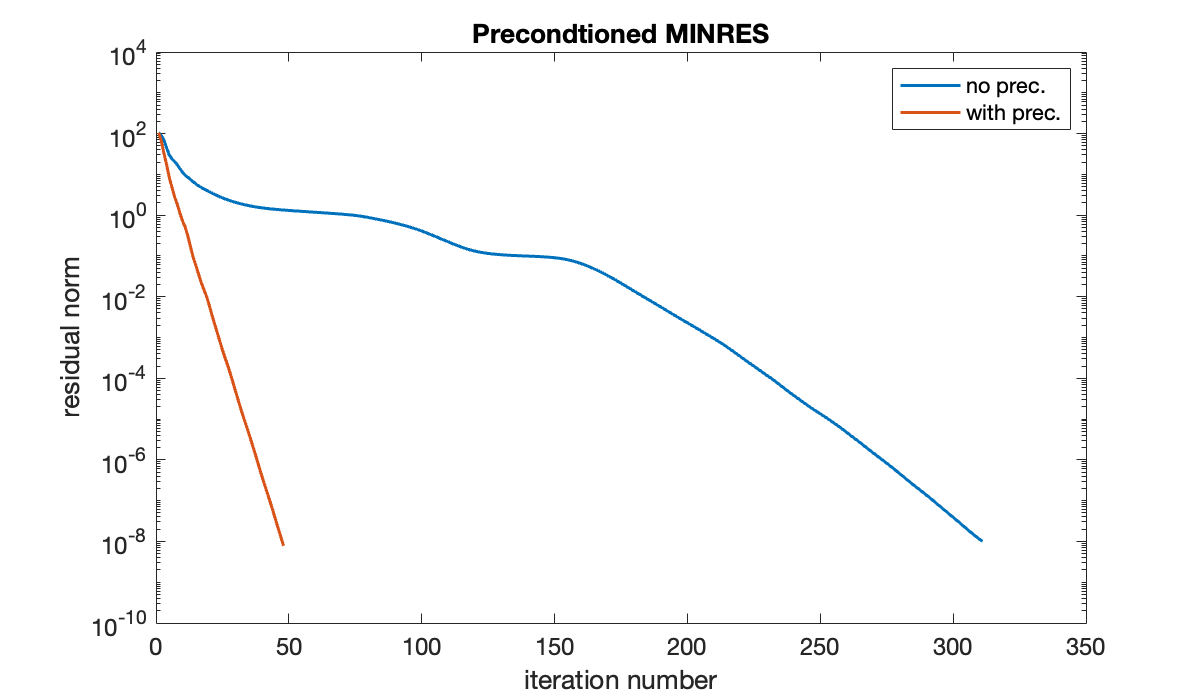 Precondtioned MINRES
no prec.
with prec.
residual norm
10^4
10^2
10^0
10^-2
10^-4
10^-6
10^-8
10^-10
0 50 100 150 200 250 300 350
iteration number